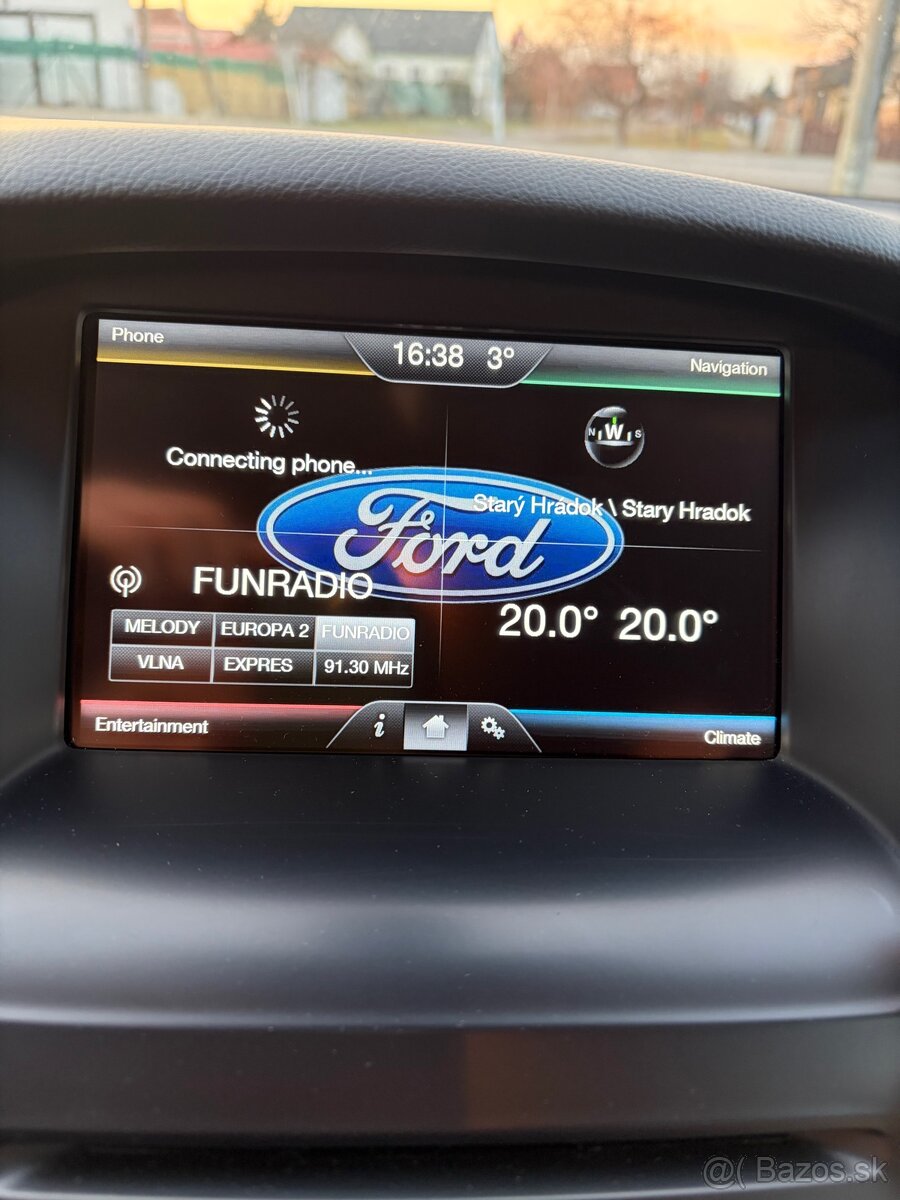 Phone
16:38 3°
Navigation
Connecting phone...
N W S
Starý Hrádok \ Stary Hradok
Ford
FUNRADIO
20.0° 20.0°
MELODY EUROPA 2 FUNRADIO
VLNA EXPRES 91.30 MHz
Entertainment
i
Climate
@( Bazos.sk